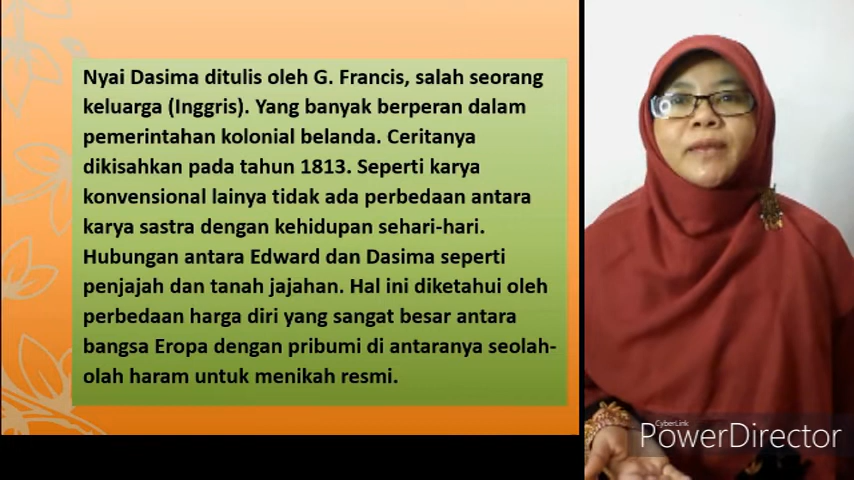 Nyai Dasima ditulis oleh G. Francis, salah seorang
keluarga (Inggris). Yang banyak berperan dalam
pemerintahan kolonial belanda. Ceritanya
dikisahkan pada tahun 1813. Seperti karya
konvensional lainya tidak ada perbedaan antara
karya sastra dengan kehidupan sehari-hari.
Hubungan antara Edward dan Dasima seperti
penjajah dan tanah jajahan. Hal ini diketahui oleh
perbedaan harga diri yang sangat besar antara
bangsa Eropa dengan pribumi di antaranya seolah-
olah haram untuk menikah resmi.
CyberLink
PowerDirector